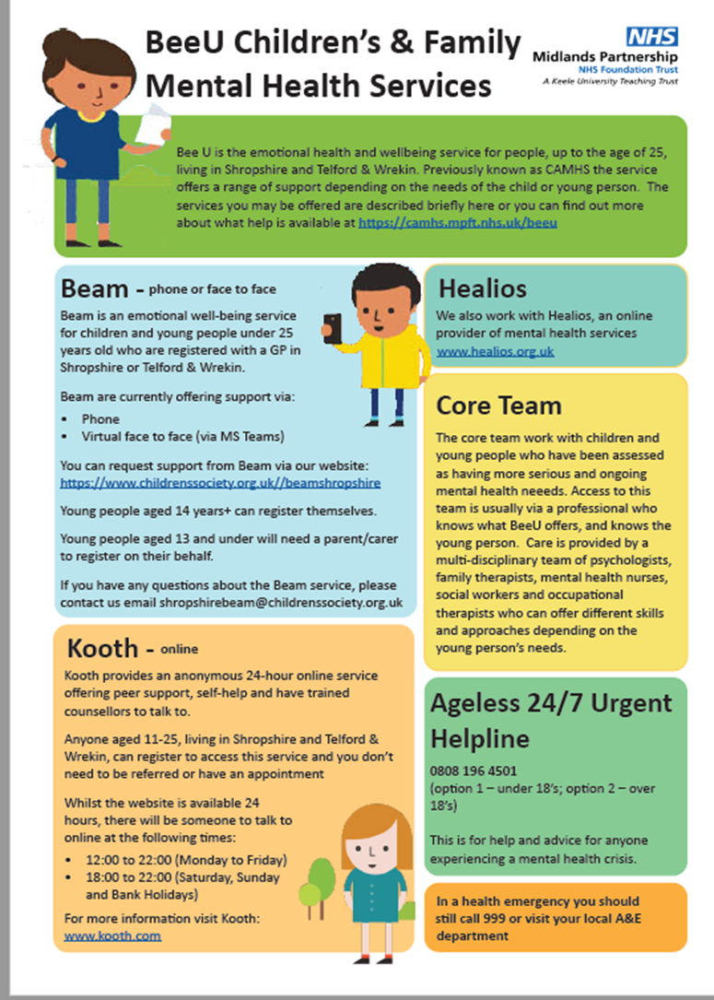 BeeU Children's & Family
Mental Health Services
NHS
Midlands Partnership
NHS Foundation Trust
A Keele University Teaching Trust
Bee U is the emotional health and wellbeing service for people, up to the age of 25,
living in Shropshire and Telford & Wrekin. Previously known as CAMHS the service
offers a range of support depending on the needs of the child or young person. The
services you may be offered are described briefly here or you can find out more
about what help is available at https://camhs.mpft.nhs.uk/beeu
Beam - phone or face to face
Beam is an emotional well-being service
for children and young people under 25
years old who are registered with a GP in
Shropshire or Telford & Wrekin.
Beam are currently offering support via:
• Phone
• Virtual face to face (via MS Teams)
You can request support from Beam via our website:
https://www.childrenssociety.org.uk//beamshropshire
Young people aged 14 years+ can register themselves.
Young people aged 13 and under will need a parent/carer
to register on their behalf.
If you have any questions about the Beam service, please
contact us email shropshirebeam@childrenssociety.org.uk
Kooth - online
Kooth provides an anonymous 24-hour online service
offering peer support, self-help and have trained
counsellors to talk to.
Anyone aged 11-25, living in Shropshire and Telford &
Wrekin, can register to access this service and you don't
need to be referred or have an appointment
Whilst the website is available 24
hours, there will be someone to talk to
online at the following times:
• 12:00 to 22:00 (Monday to Friday)
• 18:00 to 22:00 (Saturday, Sunday
and Bank Holidays)
For more information visit Kooth:
www.kooth.com
Healios
We also work with Healios, an online
provider of mental health services
www.healios.org.uk
Core Team
The core team work with children and
young people who have been assessed
as having more serious and ongoing
mental health neeeds. Access to this
team is usually via a professional who
knows what BeeU offers, and knows the
young person. Care is provided by a
multi-disciplinary team of psychologists,
family therapists, mental health nurses,
social workers and occupational
therapists who can offer different skills
and approaches depending on the
young person's needs.
Ageless 24/7 Urgent
Helpline
0808 196 4501
(option 1 – under 18's; option 2 – over
18's)
This is for help and advice for anyone
experiencing a mental health crisis.
In a health emergency you should
still call 999 or visit your local A&E
department